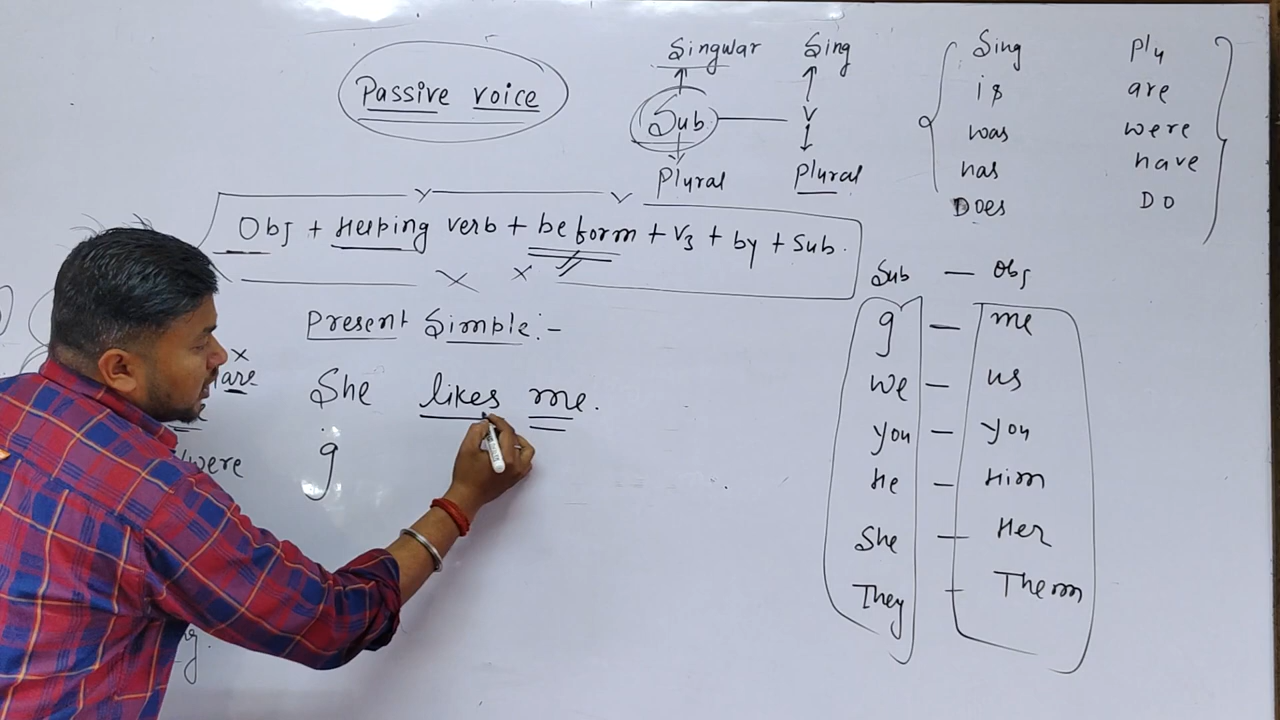 Passive voice
Singular Sing
Sub V
Plural Plural
Sing Plu
is are
was were
has have
Does Do
Obj + Helping verb + be form + V3 + by + Sub.
Present Simple:-
She likes me.
I
are
were
Sub — Obj
I — me
we — us
you — you
He — Him
She — Her
They — Them